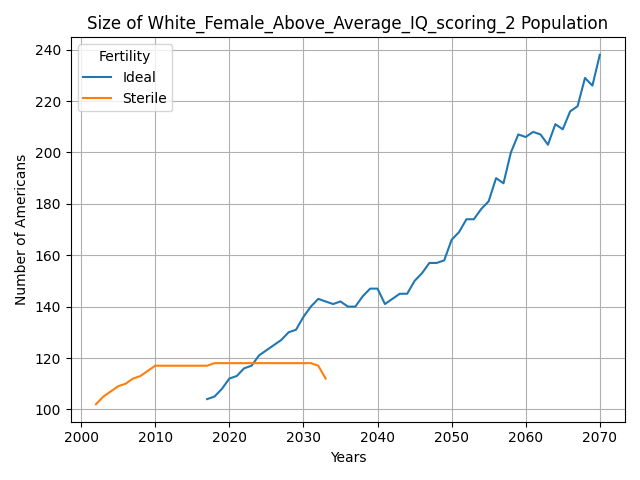 Size of White_Female_Above_Average_IQ_scoring_2 Population
Fertility
Ideal
Sterile
Number of Americans
240
220
200
180
160
140
120
100
2000 2010 2020 2030 2040 2050 2060 2070
Years